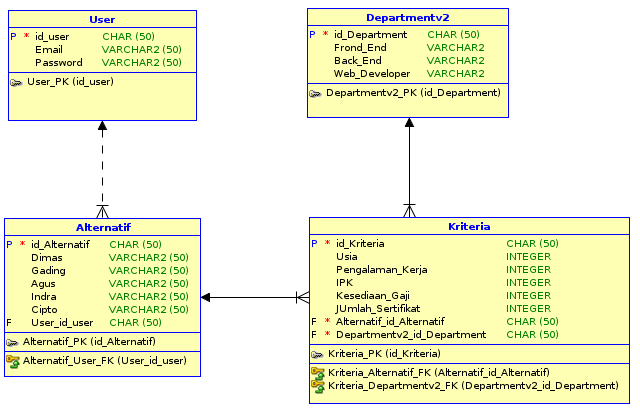 User
P * id_user CHAR (50)
Email VARCHAR2 (50)
Password VARCHAR2 (50)
User_PK (id_user)
Departmentv2
P * id_Department CHAR (50)
Frond_End VARCHAR2
Back_End VARCHAR2
Web_Developer VARCHAR2
Departmentv2_PK (id_Department)
Alternatif
P * id_Alternatif CHAR (50)
Dimas VARCHAR2 (50)
Gading VARCHAR2 (50)
Agus VARCHAR2 (50)
Indra VARCHAR2 (50)
Cipto VARCHAR2 (50)
F User_id_user CHAR (50)
Alternatif_PK (id_Alternatif)
Alternatif_User_FK (User_id_user)
Kriteria
P * id_Kriteria CHAR (50)
Usia INTEGER
Pengalaman_Kerja INTEGER
IPK INTEGER
Kesediaan_Gaji INTEGER
JUmlah_Sertifikat INTEGER
F * Alternatif_id_Alternatif CHAR (50)
F * Departmentv2_id_Department CHAR (50)
Kriteria_PK (id_Kriteria)
Kriteria_Alternatif_FK (Alternatif_id_Alternatif)
Kriteria_Departmentv2_FK (Departmentv2_id_Department)